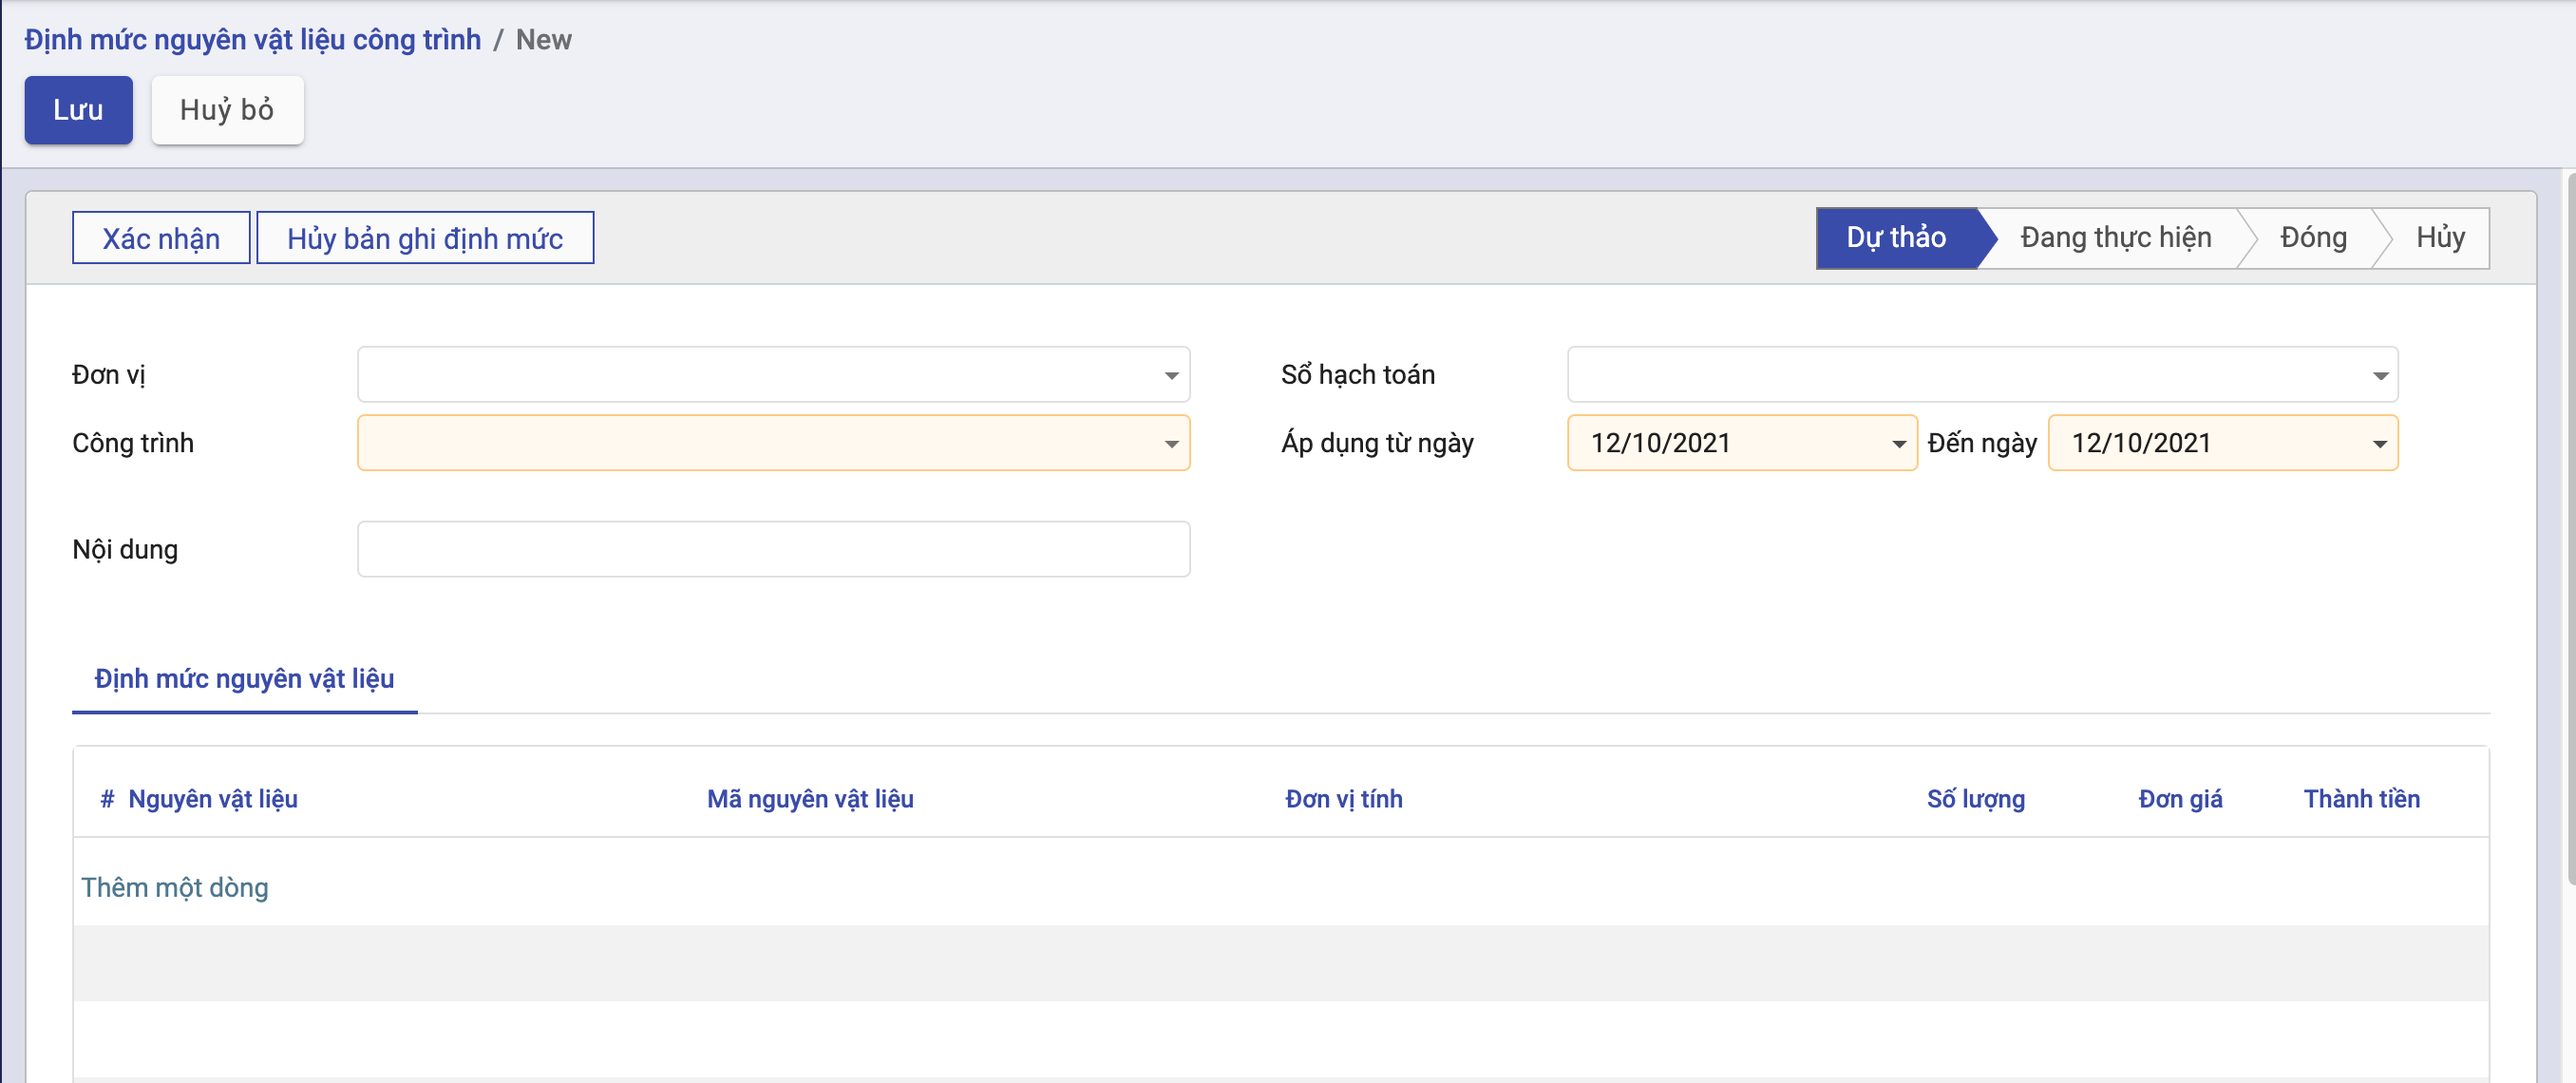 Định mức nguyên vật liệu công trình / New
Lưu Huỷ bỏ
Xác nhận Hủy bản ghi định mức Dự thảo Đang thực hiện Đóng Hủy
Đơn vị Sổ hạch toán
Công trình Áp dụng từ ngày 12/10/2021 Đến ngày 12/10/2021
Nội dung
Định mức nguyên vật liệu
# Nguyên vật liệu Mã nguyên vật liệu Đơn vị tính Số lượng Đơn giá Thành tiền
Thêm một dòng